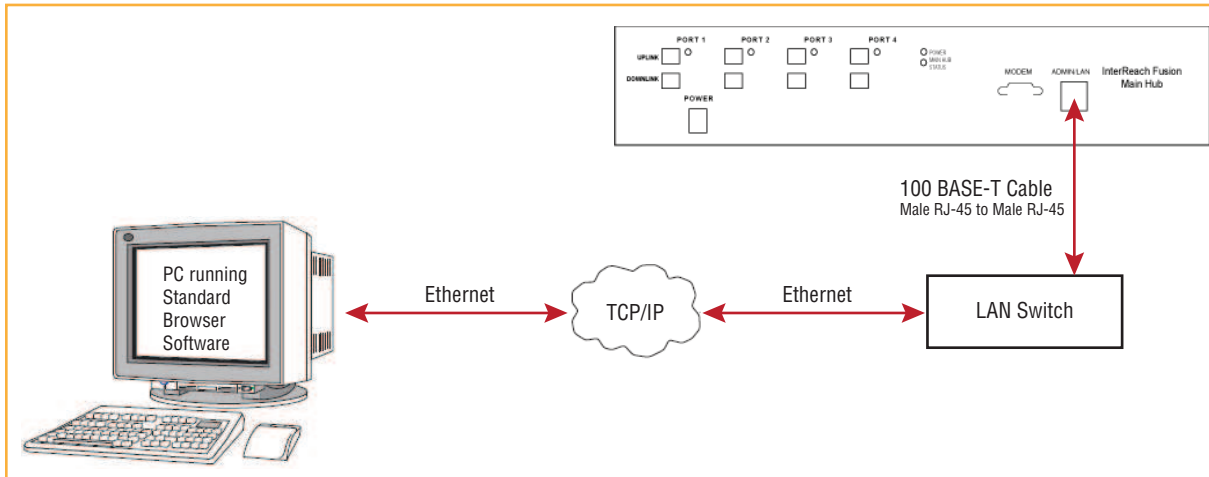 PORT 1 PORT 2 PORT 3 PORT 4
UPLINK
DOWNLINK
POWER
POWER
MAIN HUB
STATUS
MODEM
ADMIN/LAN
InterReach Fusion
Main Hub
100 BASE-T Cable
Male RJ-45 to Male RJ-45
PC running
Standard
Browser
Software
Ethernet
TCP/IP
Ethernet
LAN Switch